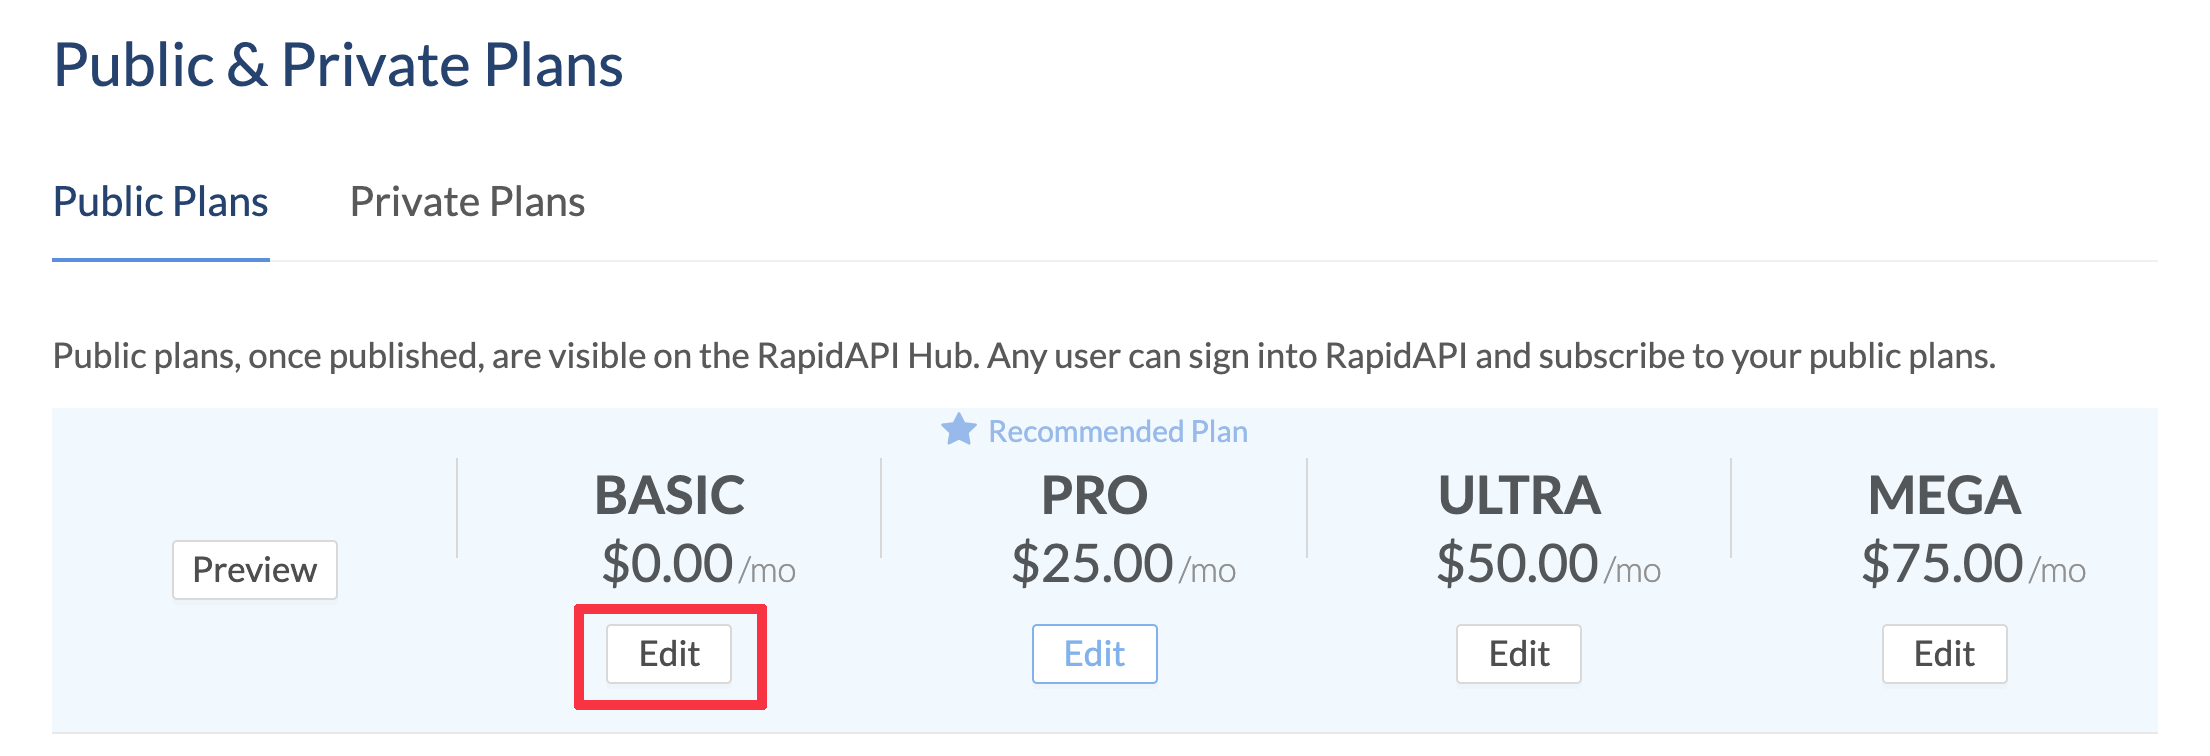 Public & Private Plans
Public Plans Private Plans
Public plans, once published, are visible on the RapidAPI Hub. Any user can sign into RapidAPI and subscribe to your public plans.
Recommended Plan
BASIC PRO ULTRA MEGA
$0.00 /mo $25.00 /mo $50.00 /mo $75.00 /mo
Preview
Edit Edit Edit Edit